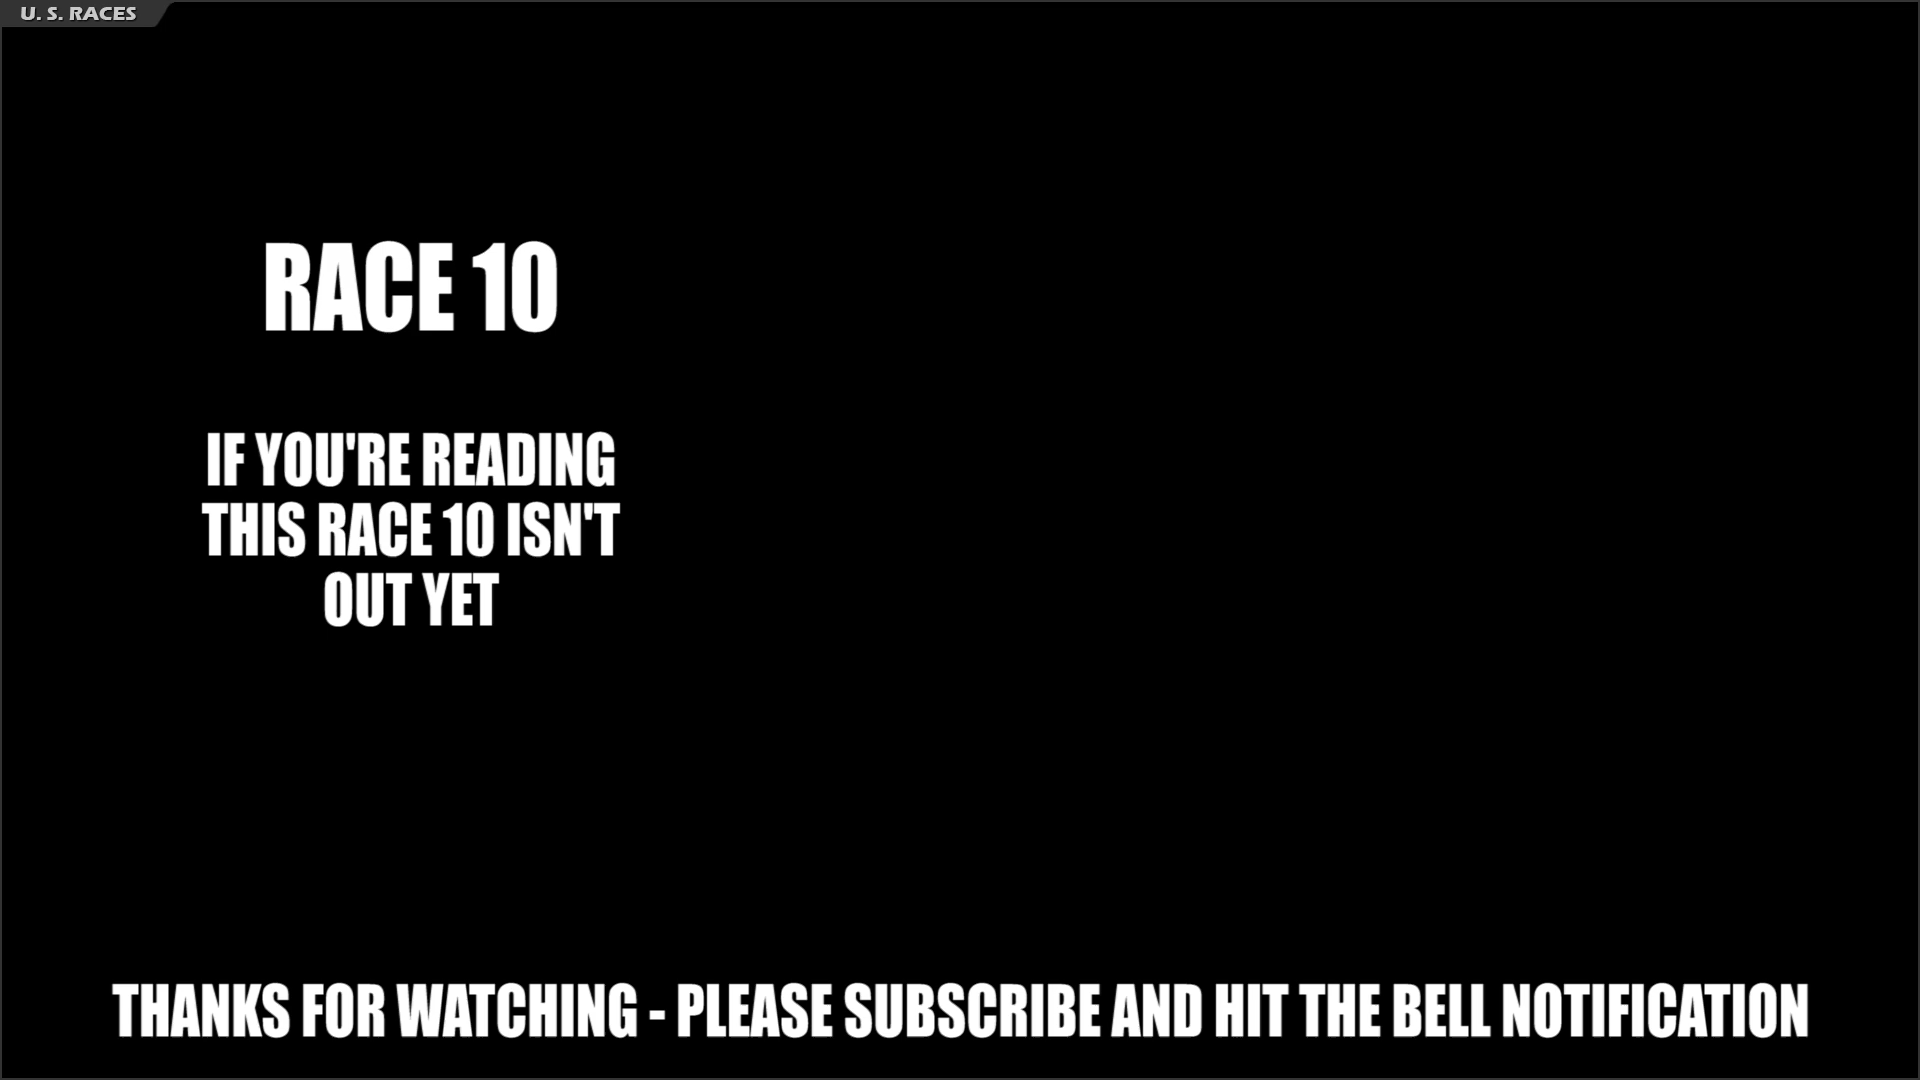 U. S. RACES
RACE 10
IF YOU'RE READING
THIS RACE 10 ISN'T
OUT YET
THANKS FOR WATCHING - PLEASE SUBSCRIBE AND HIT THE BELL NOTIFICATION